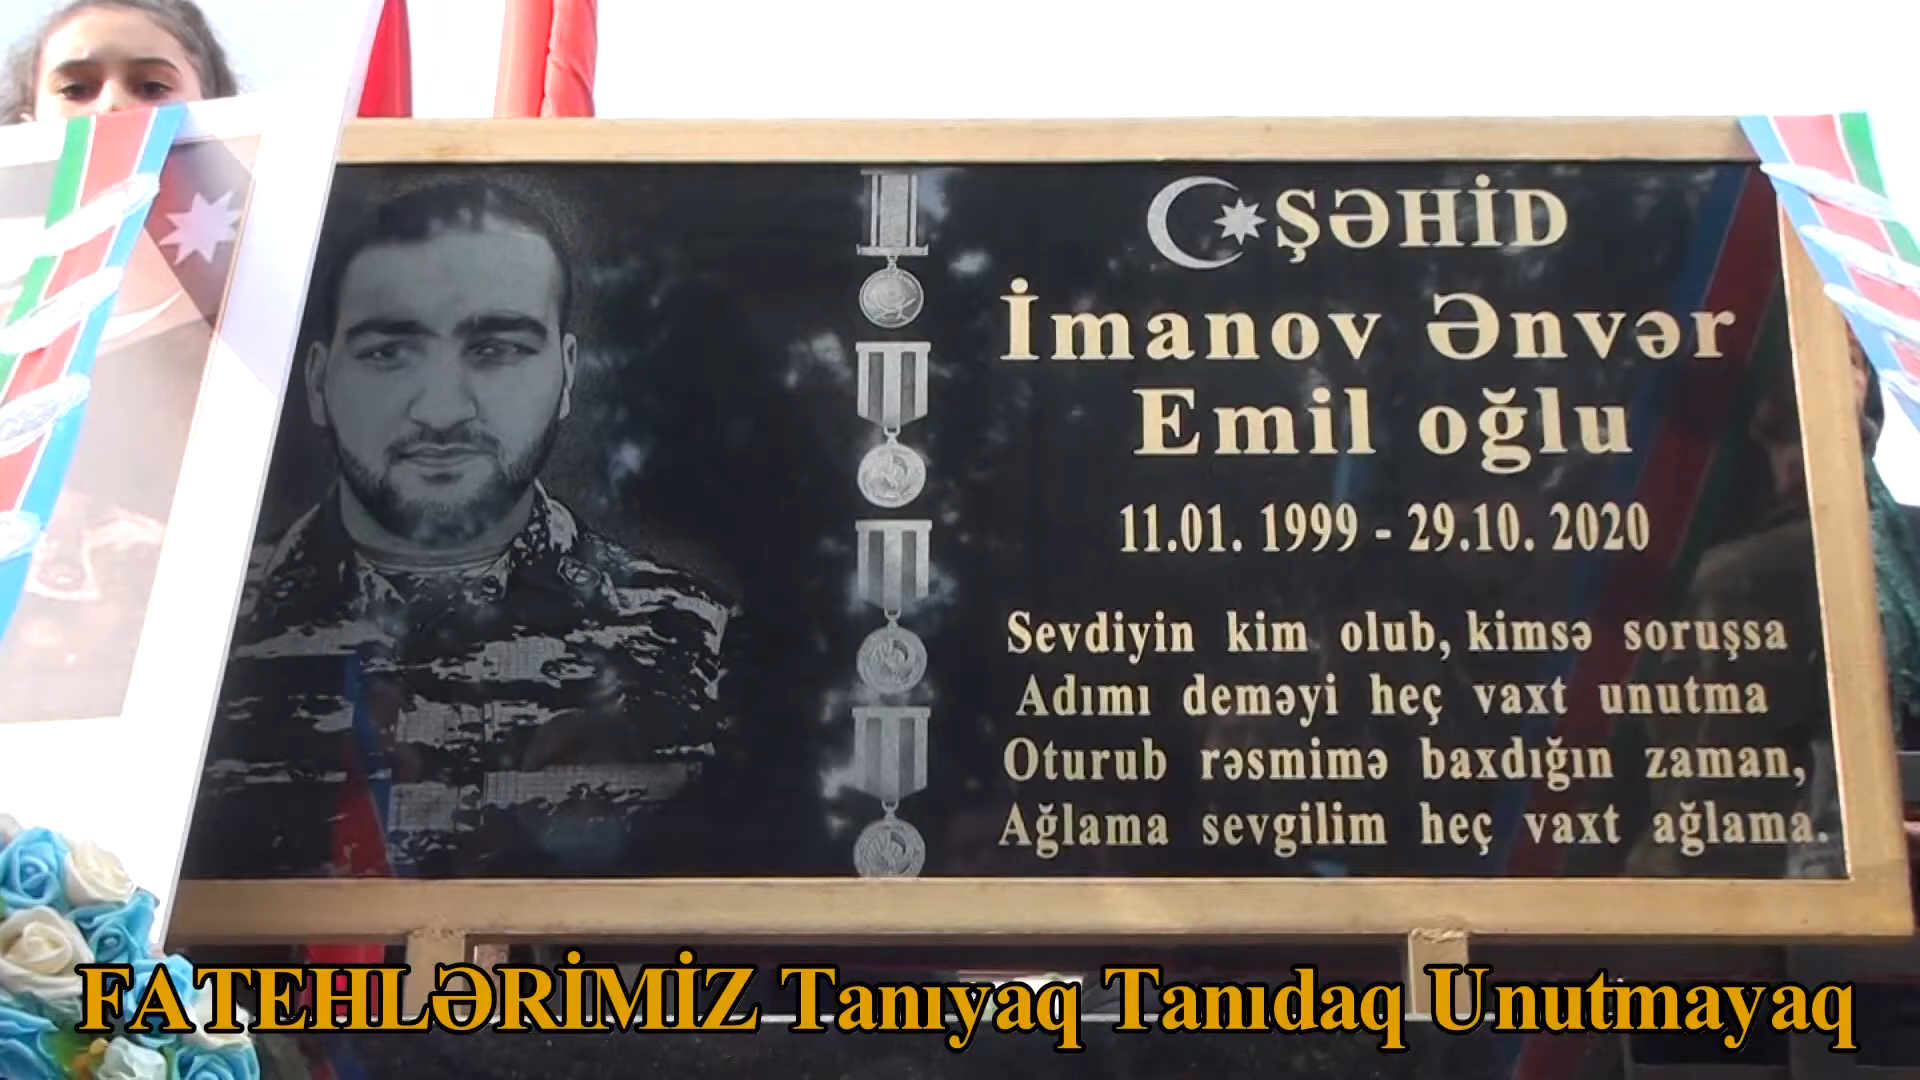 ŞƏHİD
İmanov Ənvər
Emil oğlu
11.01. 1999 - 29.10. 2020
Sevdiyin kim olub, kimsə soruşsa
Adımı deməyi heç vaxt unutma
Oturub rəsmimə baxdığın zaman,
Ağlama sevgilim heç vaxt ağlama.
FATEHLƏRİMİZ Tanıyaq Tanıdaq Unutmayaq